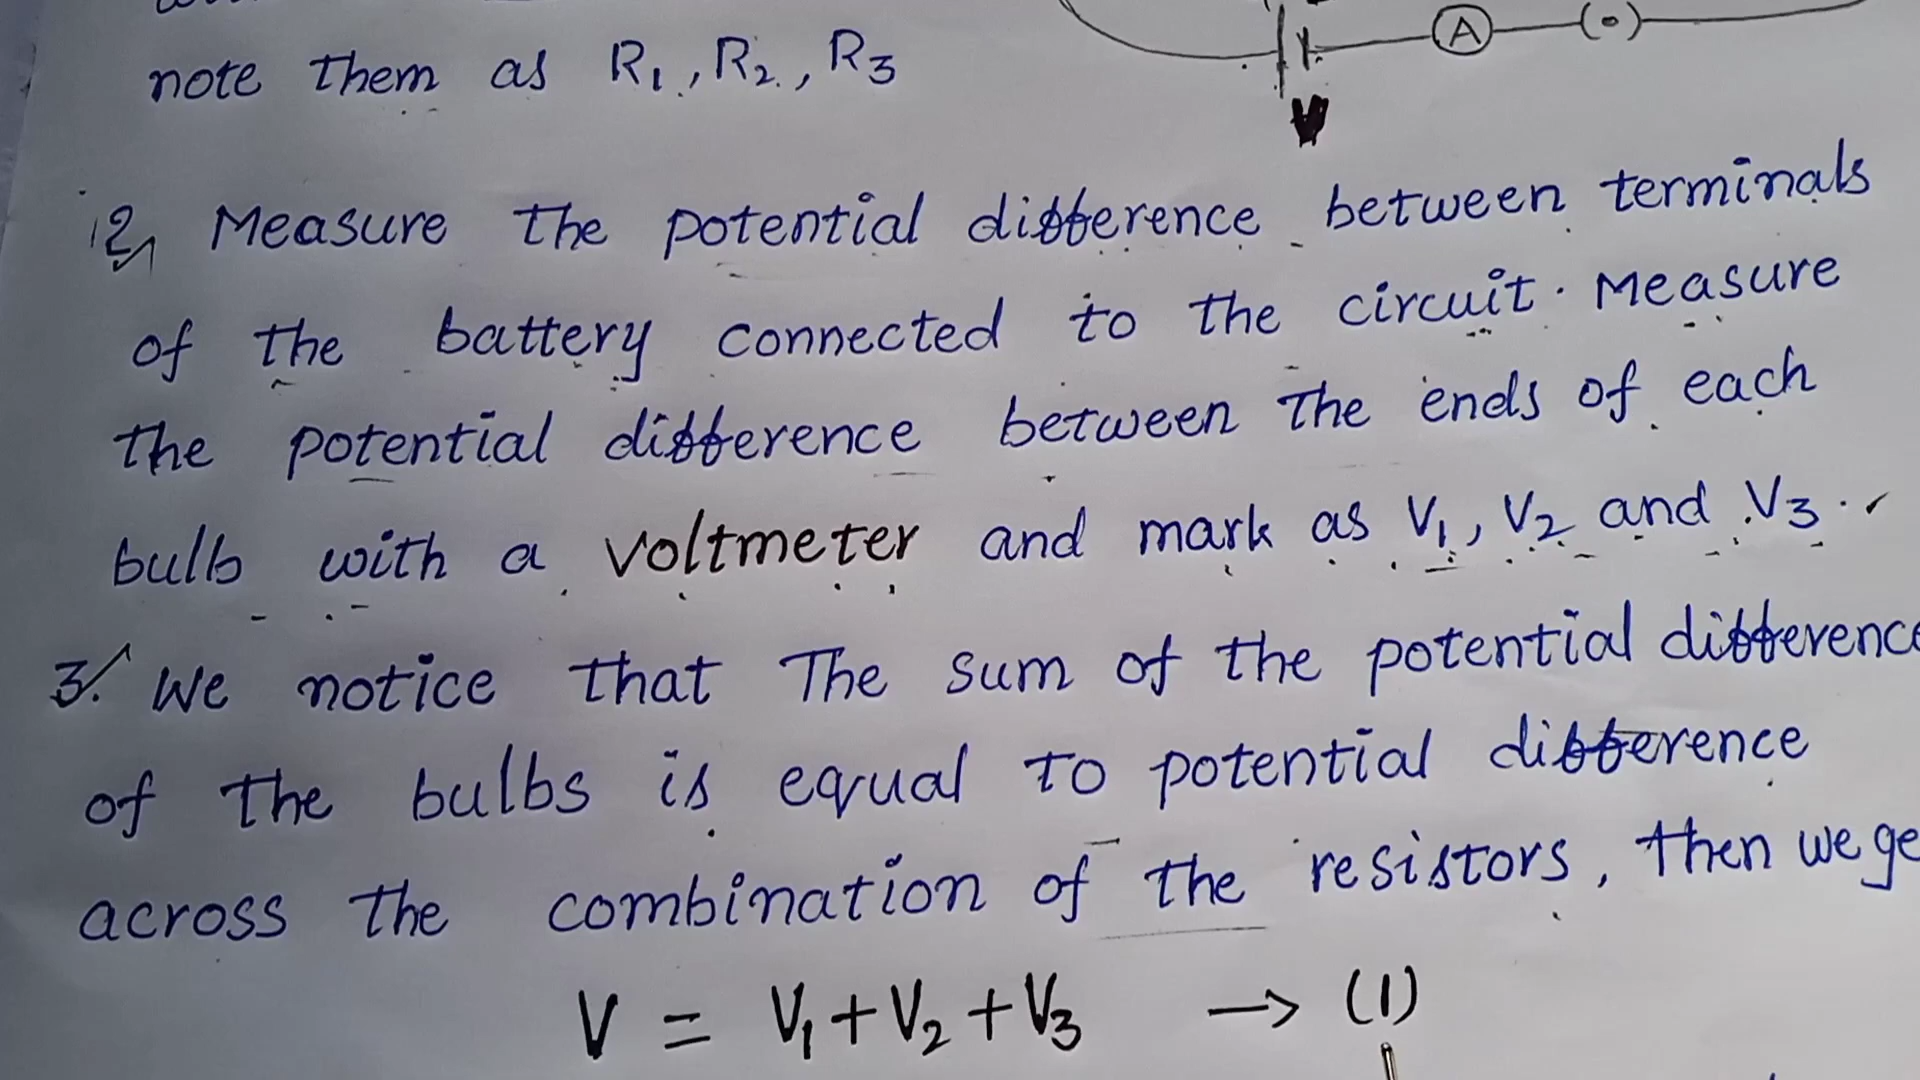 note them as R₁, R₂, R₃
A
V
2, Measure the potential difference between terminals
of the battery connected to the circuit. Measure
the potential difference between the ends of each
bulb with a voltmeter and mark as V₁, V₂ and V₃.
3. We notice that The sum of the potential difference
of the bulbs is equal to potential difference
across the combination of the resistors, then we ge
V = V₁+V₂+V₃ → (1)